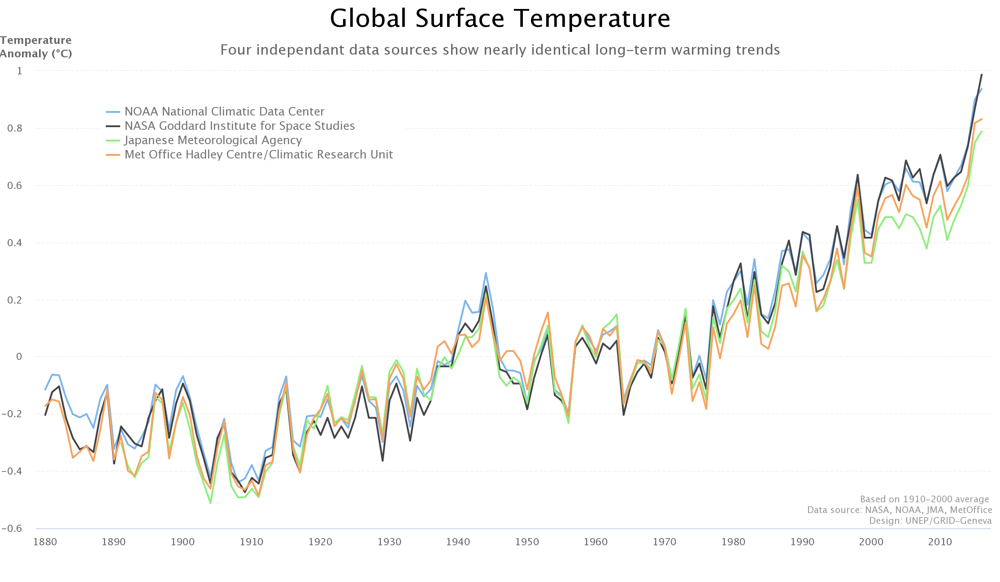 Global Surface Temperature
Temperature
Anomaly (°C)
Four independant data sources show nearly identical long–term warming trends
1
NOAA National Climatic Data Center
NASA Goddard Institute for Space Studies
Japanese Meteorological Agency
Met Office Hadley Centre/Climatic Research Unit
0.8
0.6
0.4
0.2
0
–0.2
–0.4
Based on 1910–2000 average
Data source: NASA, NOAA, JMA, MetOffice
Design: UNEP/GRID–Geneva
–0.6
1880 1890 1900 1910 1920 1930 1940 1950 1960 1970 1980 1990 2000 2010